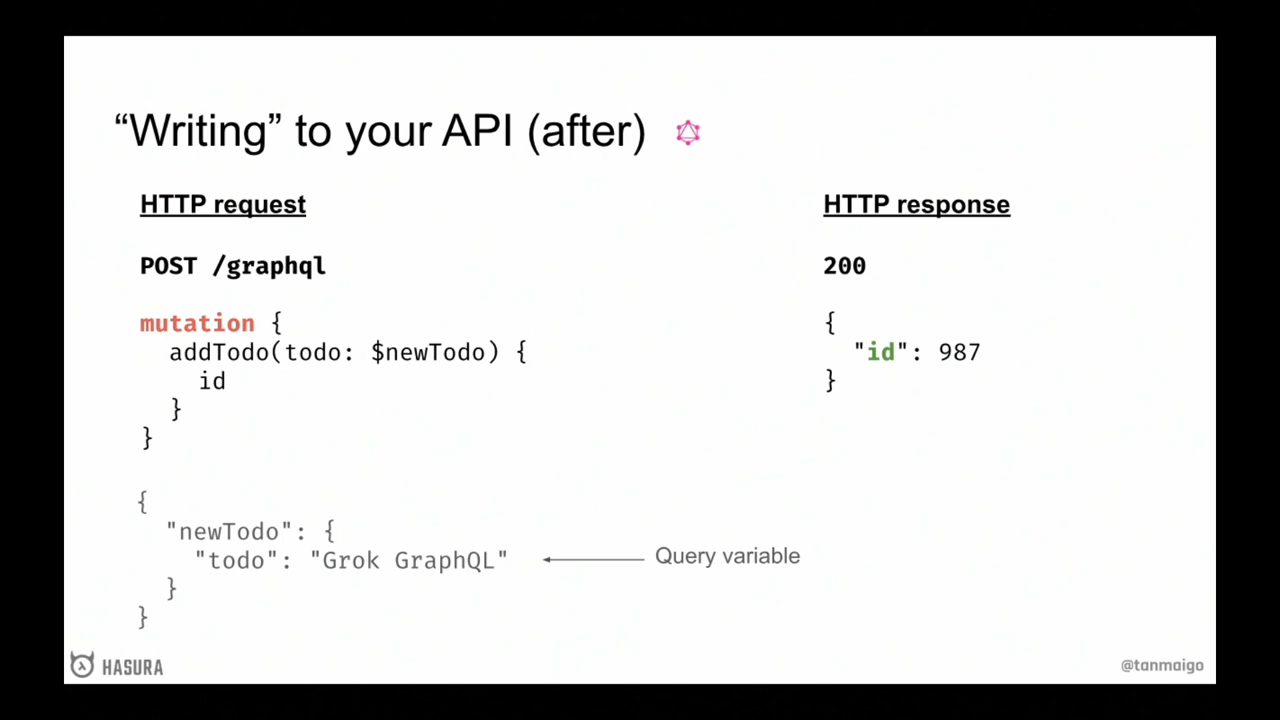 “Writing” to your API (after)
HTTP request
POST /graphql
mutation {
addTodo(todo: $newTodo) {
id
}
}
{
"newTodo": {
"todo": "Grok GraphQL"
}
}
Query variable
HTTP response
200
{
"id": 987
}
HASURA
@tanmaigo